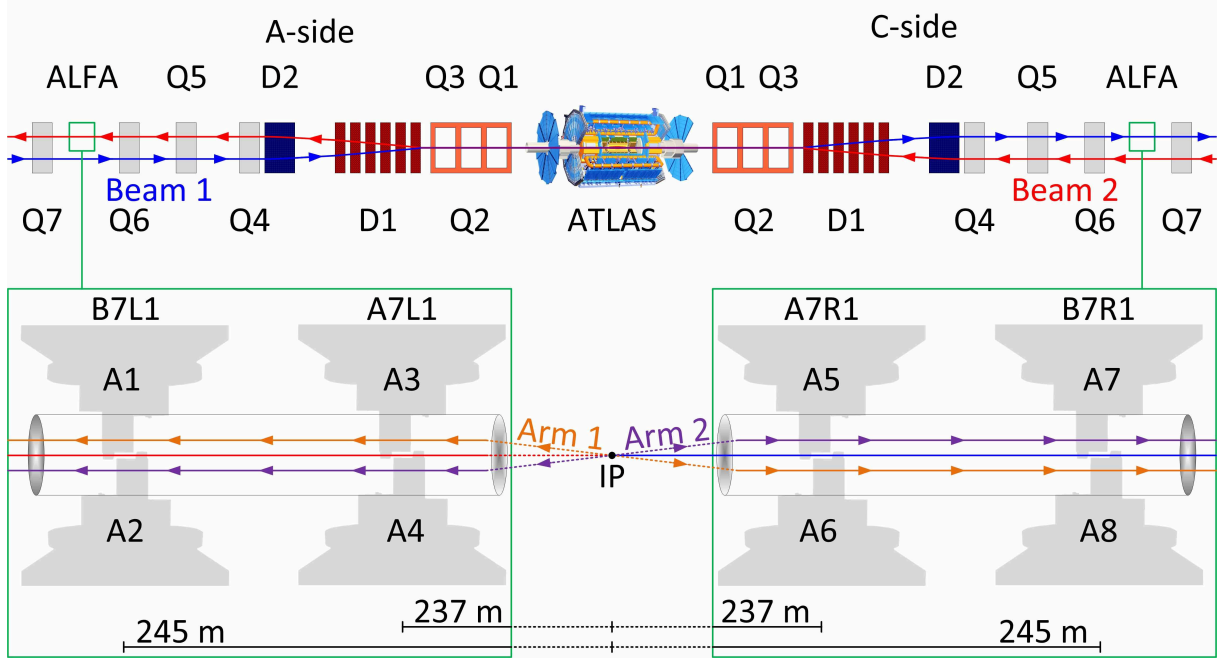 A-side C-side
ALFA Q5 D2 Q3 Q1 Q1 Q3 D2 Q5 ALFA
Beam 1 Beam 2
Q7 Q6 Q4 D1 Q2 ATLAS Q2 D1 Q4 Q6 Q7
B7L1 A7L1 A7R1 B7R1
A1 A3 A5 A7
Arm 1 Arm 2
IP
A2 A4 A6 A8
237 m 237 m
245 m 245 m